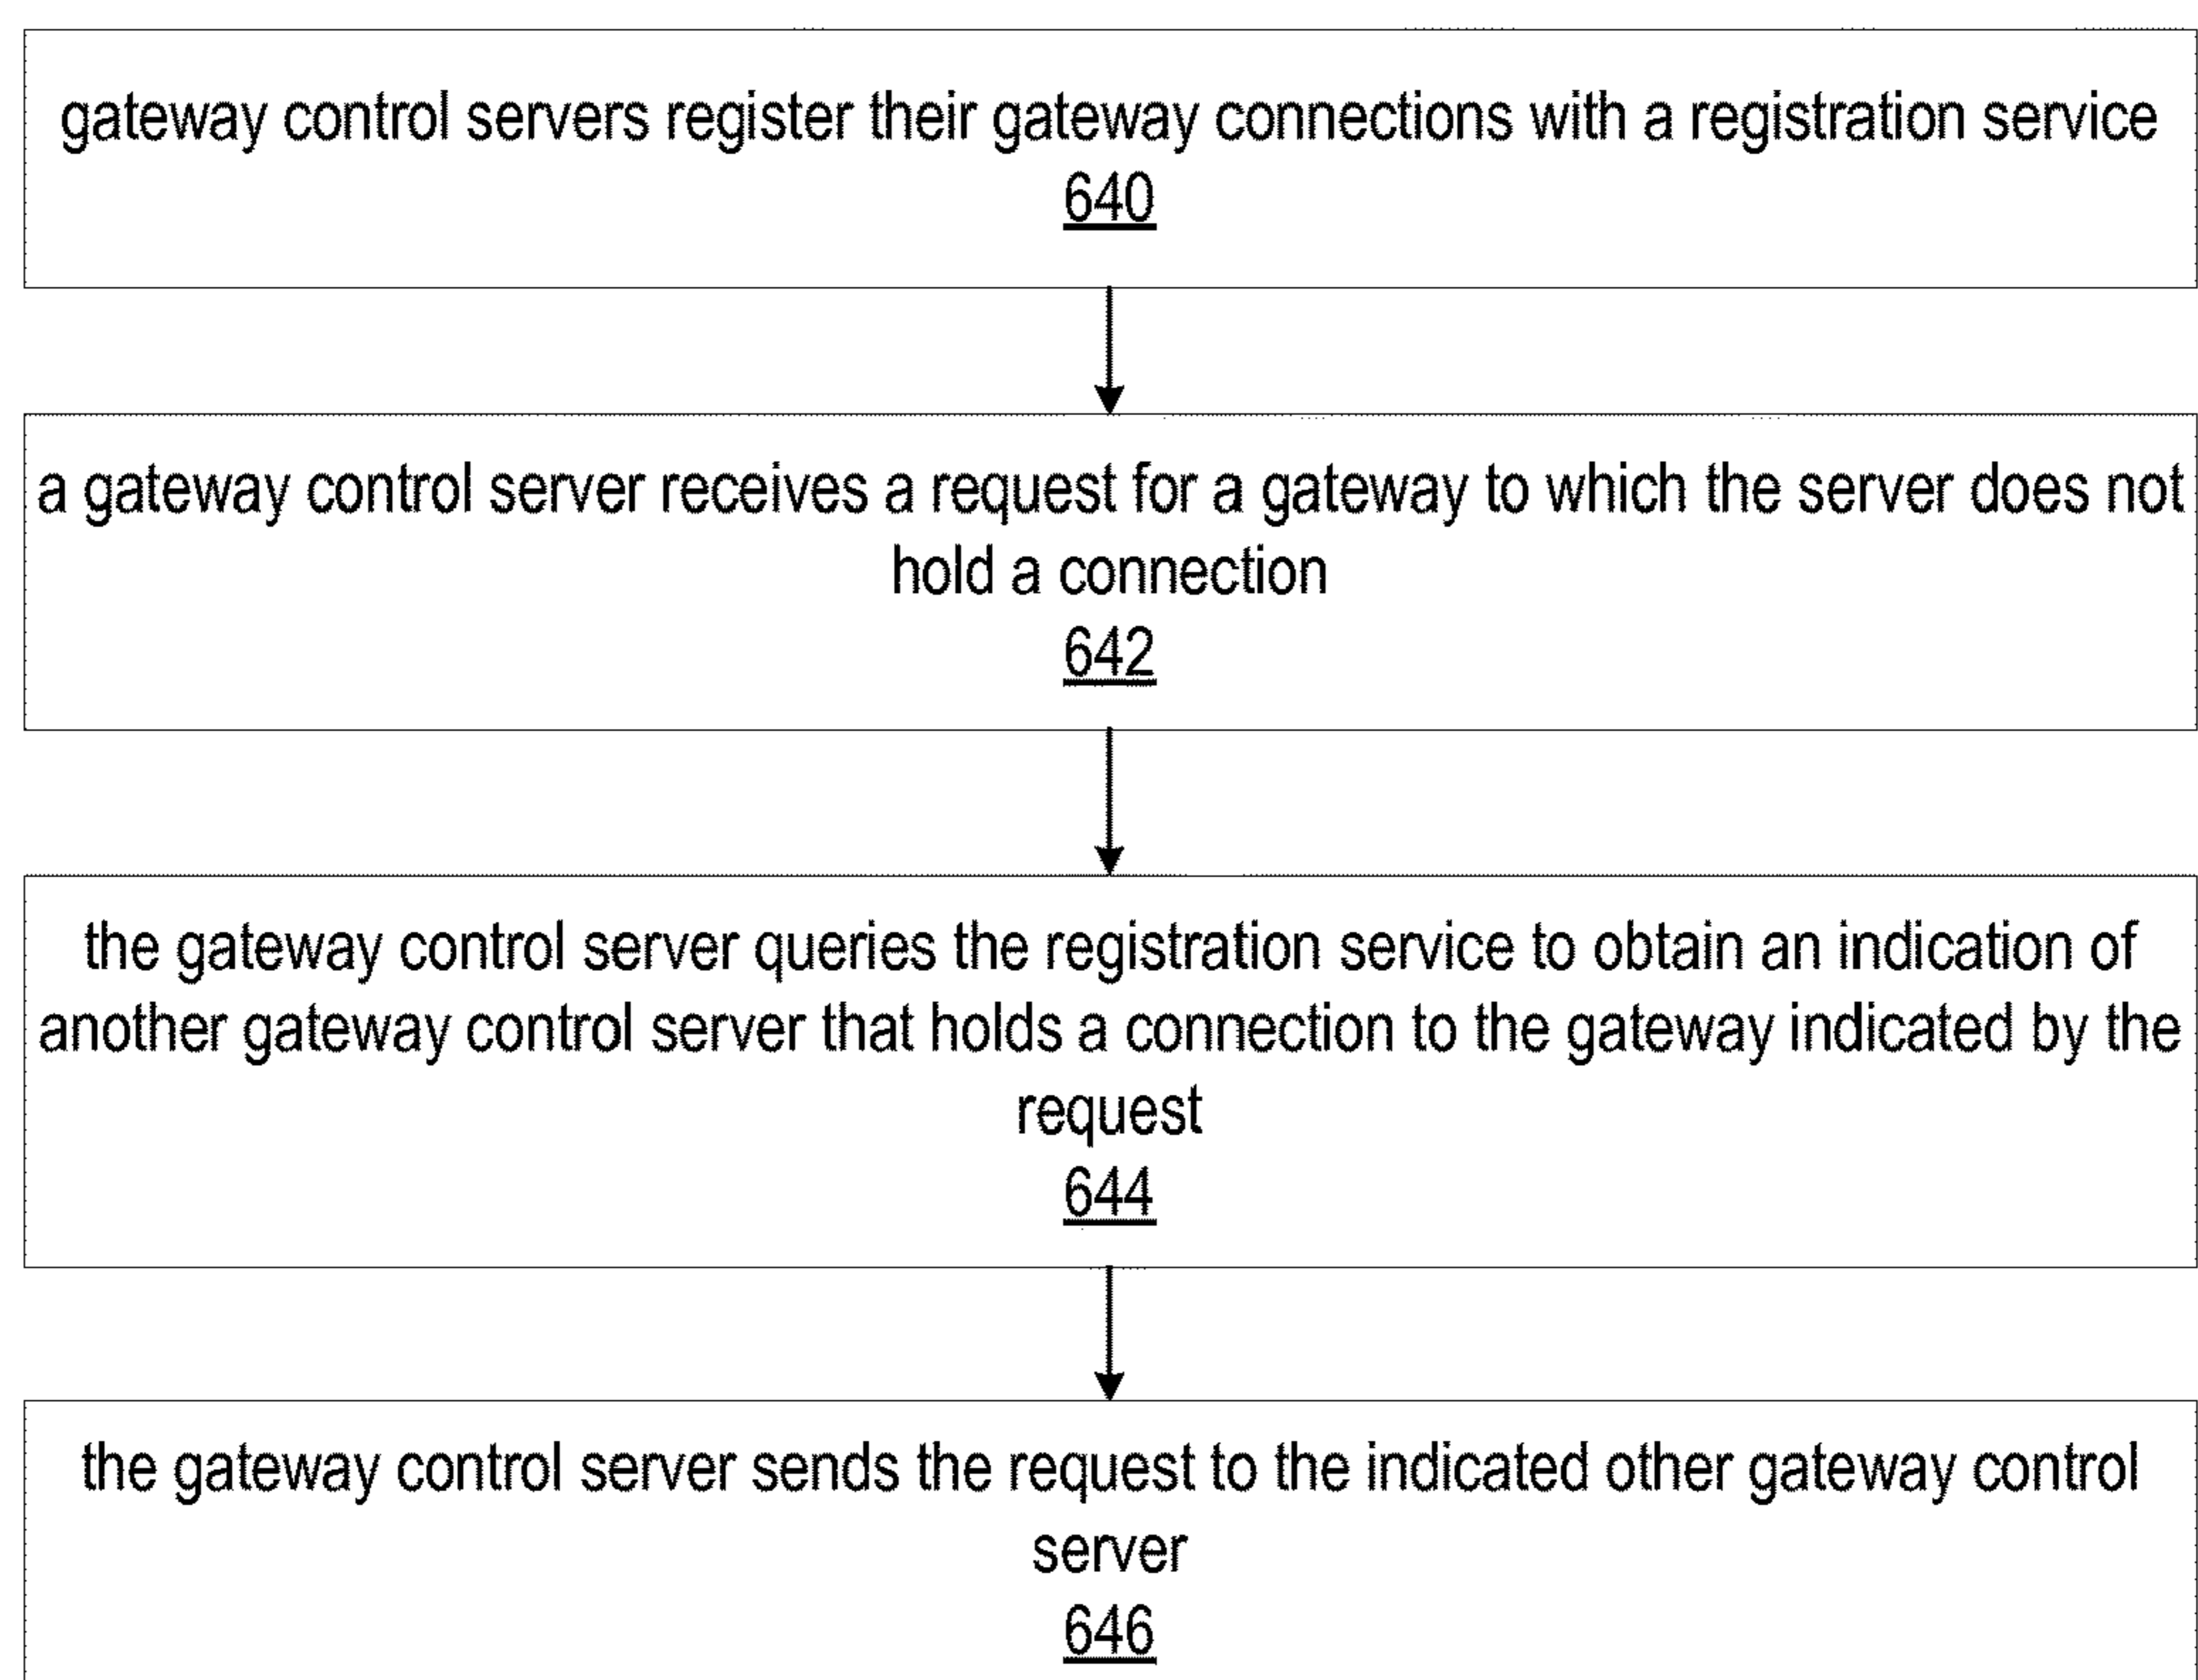 gateway control servers register their gateway connections with a registration service
640
a gateway control server receives a request for a gateway to which the server does not
hold a connection
642
the gateway control server queries the registration service to obtain an indication of
another gateway control server that holds a connection to the gateway indicated by the
request
644
the gateway control server sends the request to the indicated other gateway control
server
646